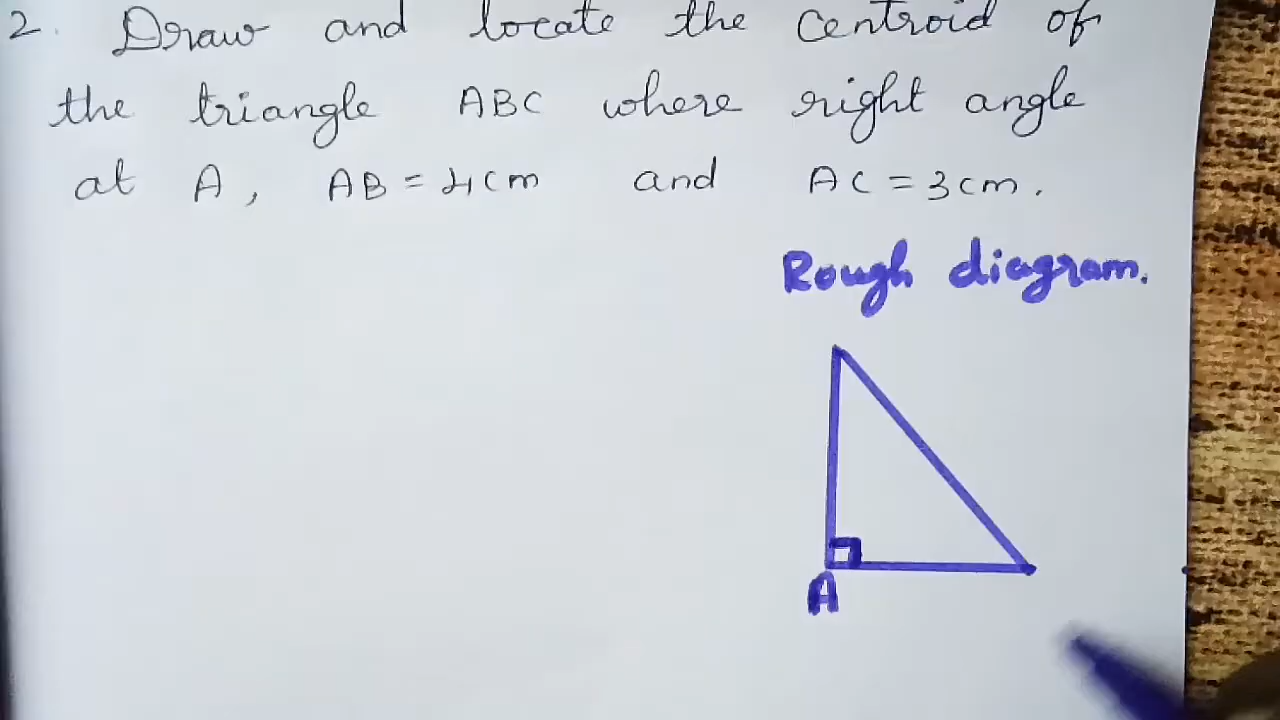 2. Draw and locate the centroid of
the triangle ABC where right angle
at A, AB = 4cm and AC = 3cm.
Rough diagram.
A